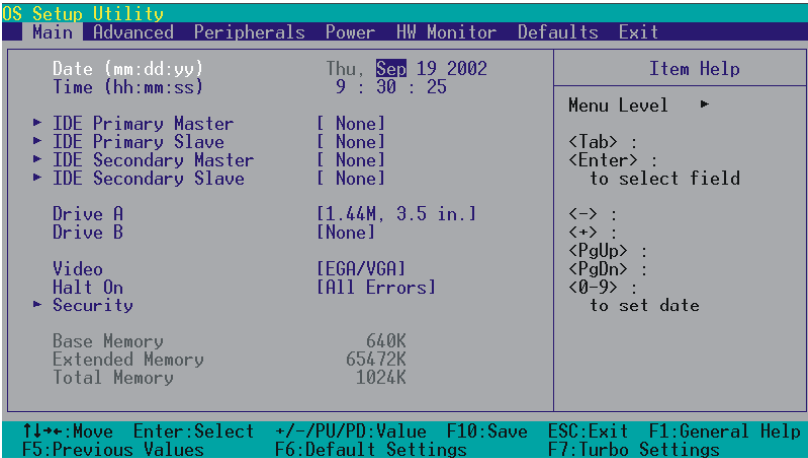 OS Setup Utility
Main Advanced Peripherals Power HW Monitor Defaults Exit
Date (mm:dd:yy) Thu, Sep 19 2002
Time (hh:mm:ss) 9 : 30 : 25
► IDE Primary Master [ None]
► IDE Primary Slave [ None]
► IDE Secondary Master [ None]
► IDE Secondary Slave [ None]
Drive A [1.44M, 3.5 in.]
Drive B [None]
Video [EGA/VGA]
Halt On [All Errors]
► Security
Base Memory 640K
Extended Memory 65472K
Total Memory 1024K
Item Help
Menu Level ►
<Tab> :
<Enter> :
to select field
<-> :
<+> :
<PgUp> :
<PgDn> :
<0-9> :
to set date
↑↓→←:Move Enter:Select +/-/PU/PD:Value F10:Save ESC:Exit F1:General Help
F5:Previous Values F6:Default Settings F7:Turbo Settings